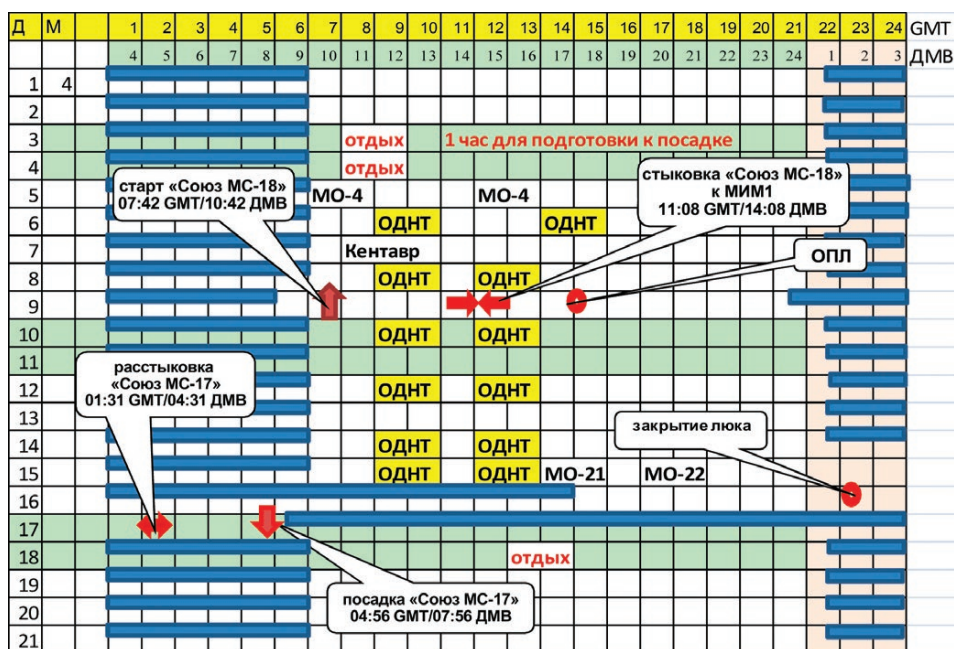 Д М 1 2 3 4 5 6 7 8 9 10 11 12 13 14 15 16 17 18 19 20 21 22 23 24 GMT
4 5 6 7 8 9 10 11 12 13 14 15 16 17 18 19 20 21 22 23 24 1 2 3 ДМВ
1 4
2
3 отдых 1 час для подготовки к посадке
4 отдых
старт «Союз МС-18»
07:42 GMT/10:42 ДМВ
стыковка «Союз МС-18»
к МИМ1
11:08 GMT/14:08 ДМВ
5 МО-4 МО-4
6 ОДНТ ОДНТ
7 Кентавр
ОПЛ
8 ОДНТ ОДНТ
9
10 ОДНТ ОДНТ
11
расстыковка
«Союз МС-17»
01:31 GMT/04:31 ДМВ
12 ОДНТ ОДНТ
13
закрытие люка
14 ОДНТ ОДНТ
15 ОДНТ ОДНТ МО-21 МО-22
16
17
18 отдых
19
посадка «Союз МС-17»
04:56 GMT/07:56 ДМВ
20
21